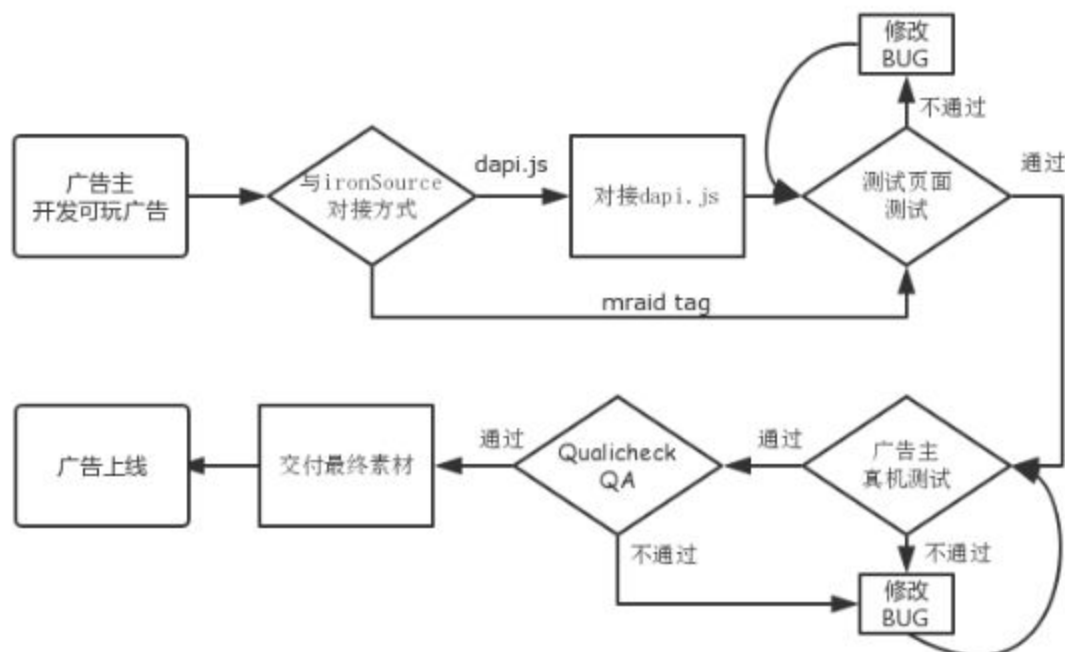 修改
BUG
不通过
通过
广告主
开发可玩广告
与ironSource
对接方式
dapi.js
对接dapi.js
测试页面
测试
mraid tag
广告上线
交付最终素材
通过
Qualicheck
QA
通过
广告主
真机测试
不通过
不通过
修改
BUG